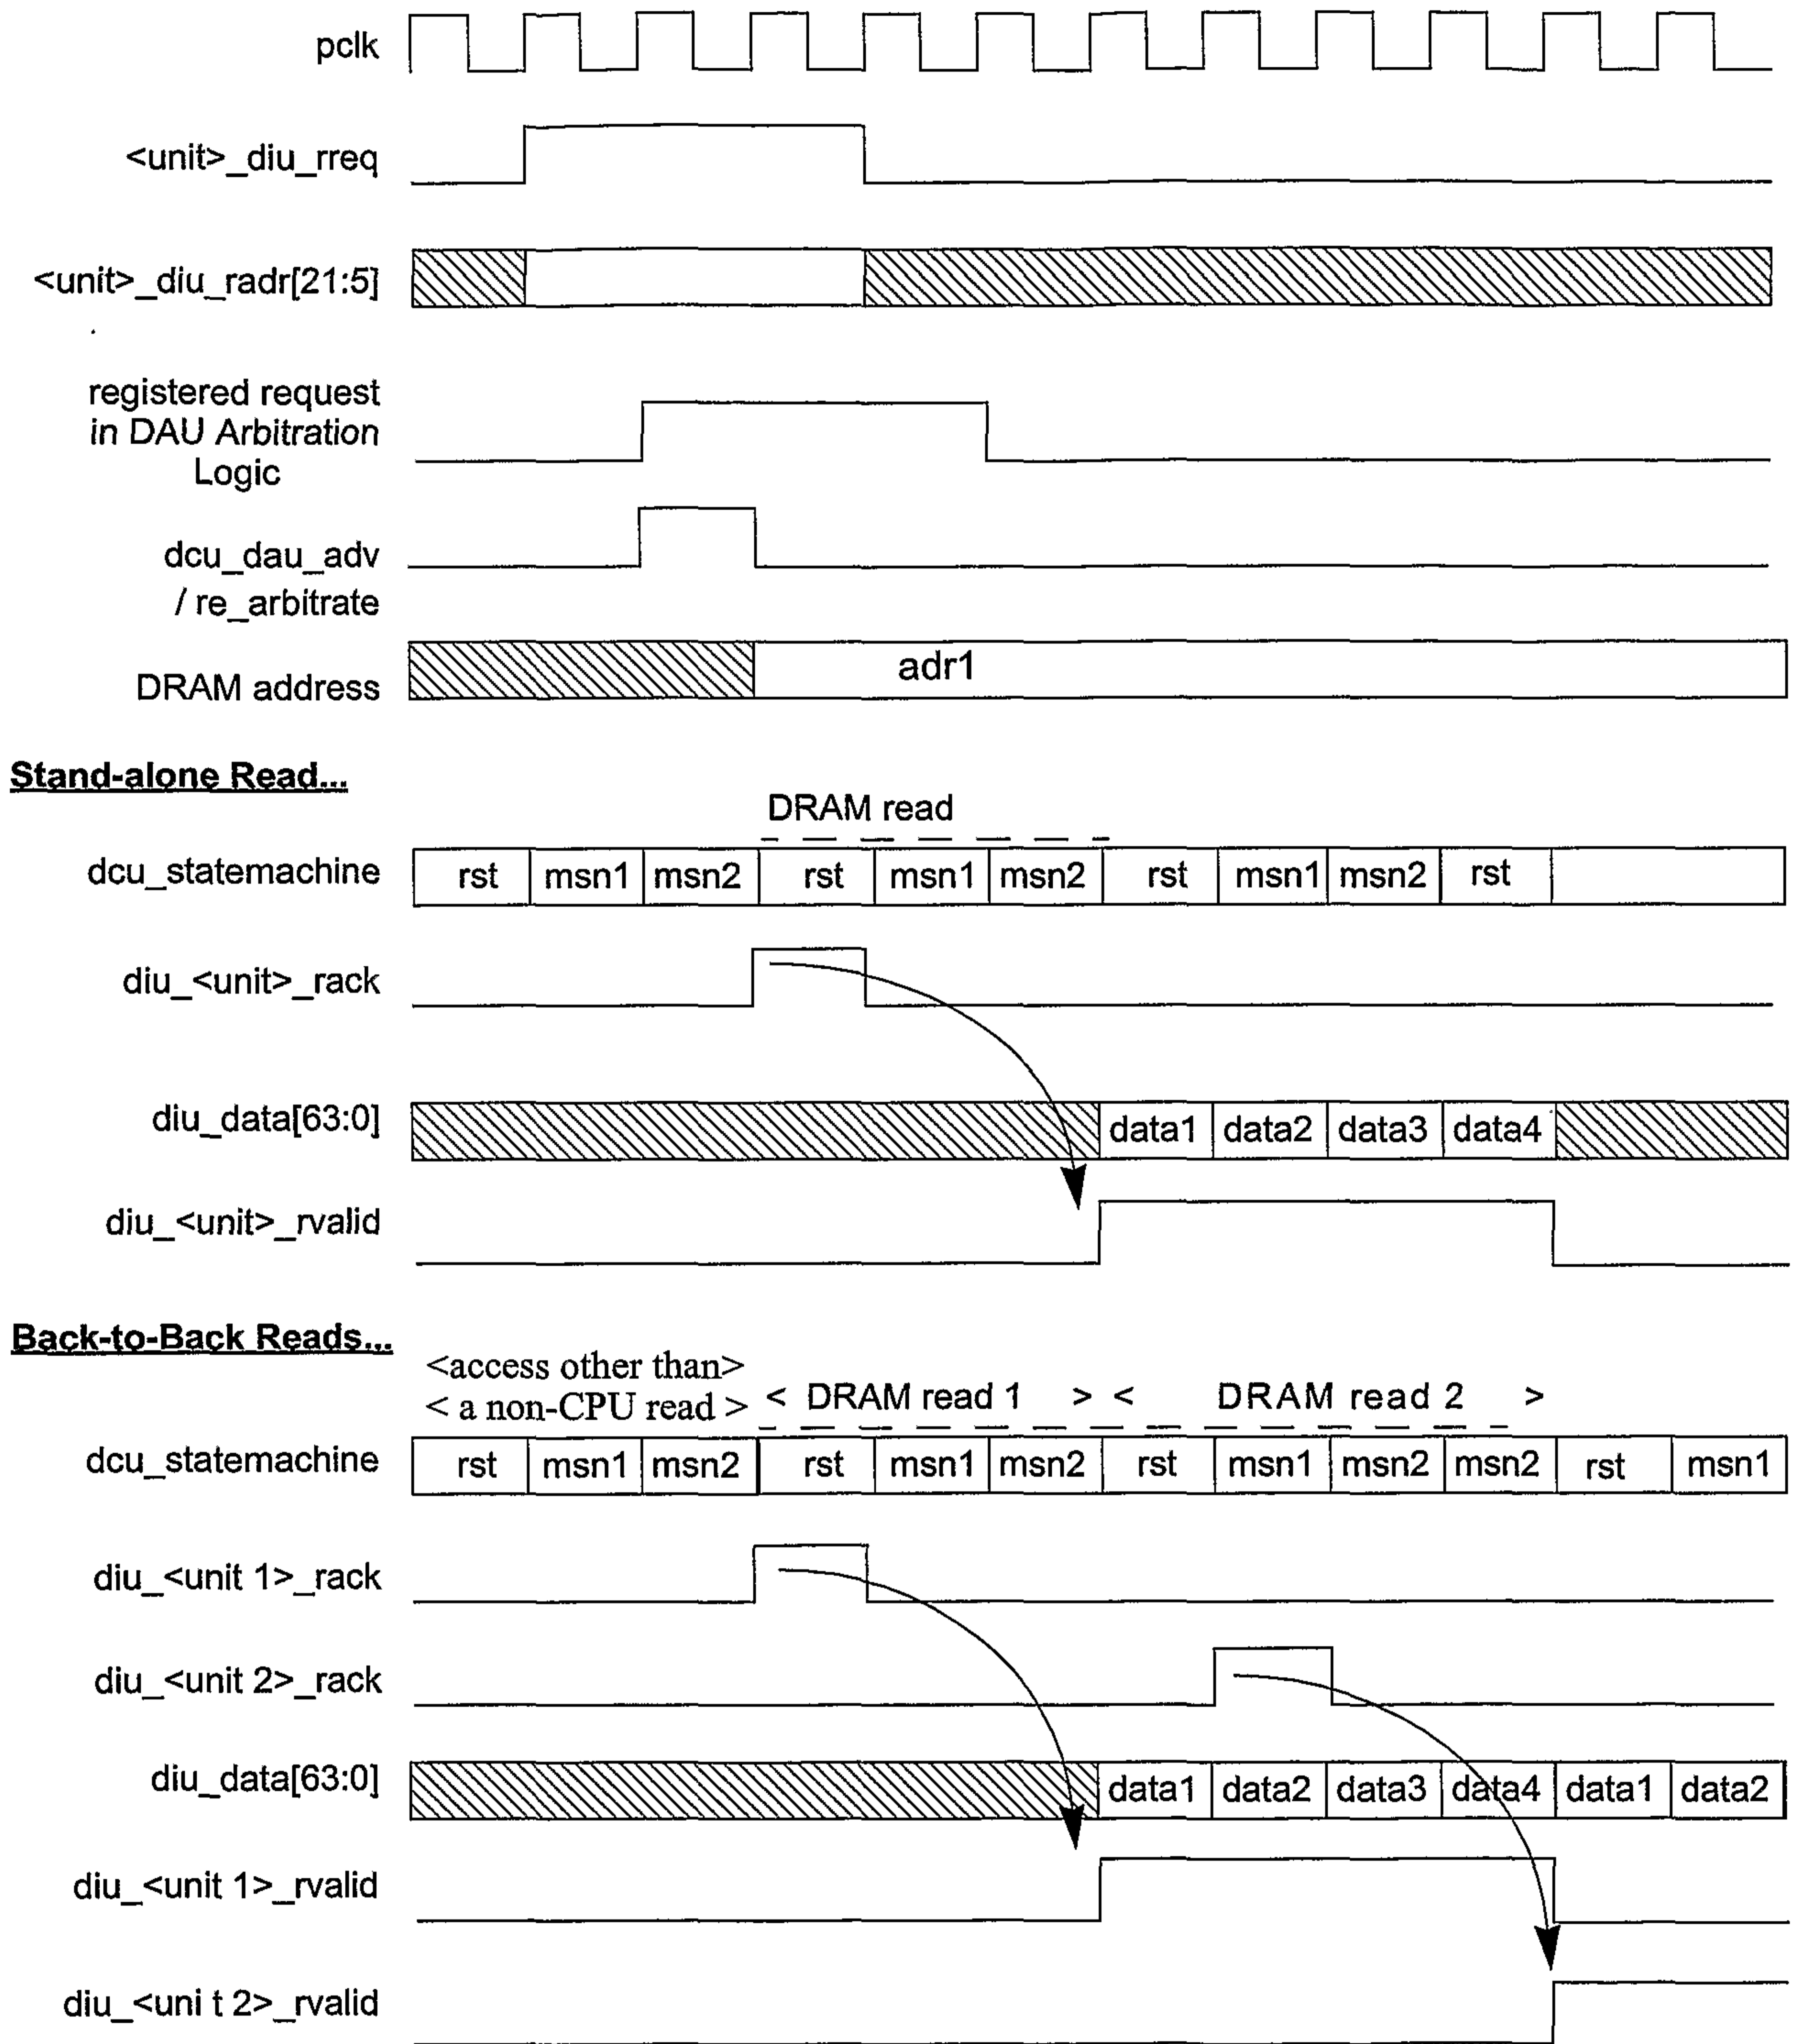 pclk
<unit>_diu_rreq
<unit>_diu_radr[21:5]
registered request
in DAU Arbitration
Logic
dcu_dau_adv
/ re_arbitrate
DRAM address
adr1
Stand-alone Read...
DRAM read
dcu_statemachine
rst msn1 msn2 rst msn1 msn2 rst msn1 msn2 rst
diu_<unit>_rack
diu_data[63:0]
data1 data2 data3 data4
diu_<unit>_rvalid
Back-to-Back Reads...
<access other than>
< a non-CPU read > < DRAM read 1 > < DRAM read 2 >
dcu_statemachine
rst msn1 msn2 rst msn1 msn2 rst msn1 msn2 msn2 rst msn1
diu_<unit 1>_rack
diu_<unit 2>_rack
diu_data[63:0]
data1 data2 data3 data4 data1 data2
diu_<unit 1>_rvalid
diu_<uni t 2>_rvalid